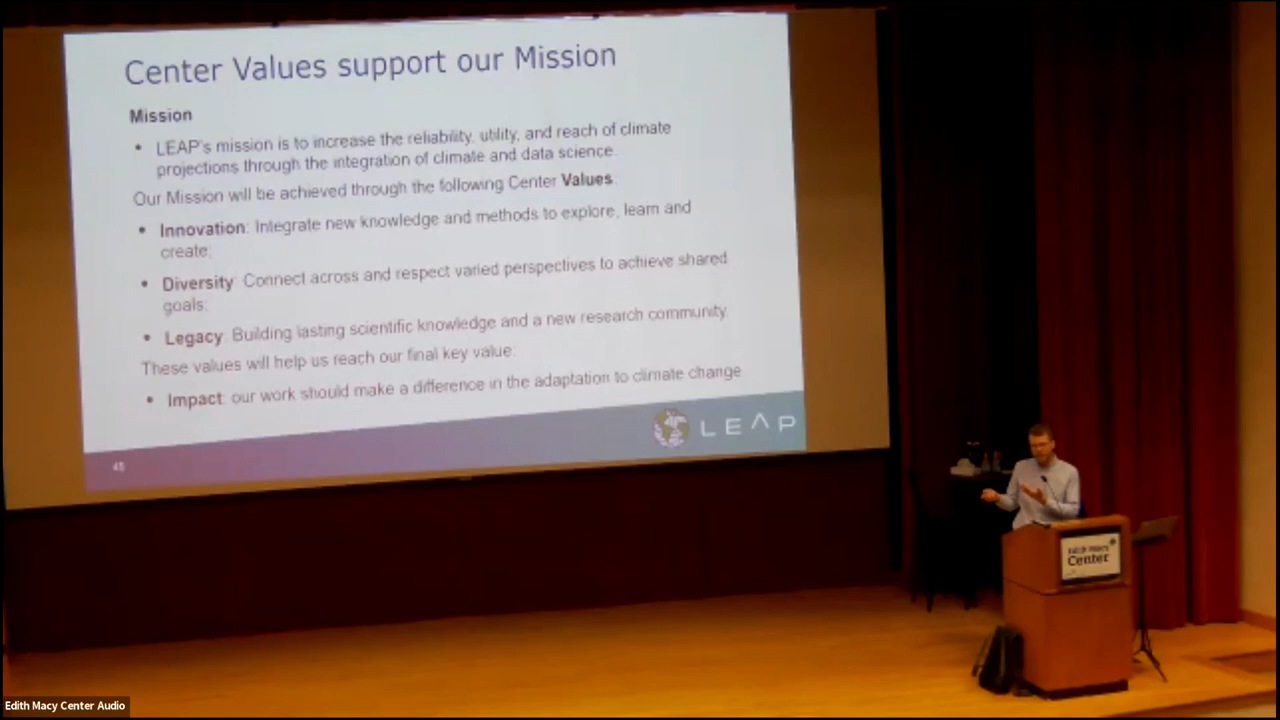 Center Values support our Mission
Mission
• LEAP's mission is to increase the reliability, utility, and reach of climate
projections through the integration of climate and data science.
Our Mission will be achieved through the following Center Values:
• Innovation: Integrate new knowledge and methods to explore, learn and
create;
• Diversity: Connect across and respect varied perspectives to achieve shared
goals;
• Legacy: Building lasting scientific knowledge and a new research community.
These values will help us reach our final key value:
• Impact: our work should make a difference in the adaptation to climate change
LEAP
45
Edith Macy
Center
Edith Macy Center Audio